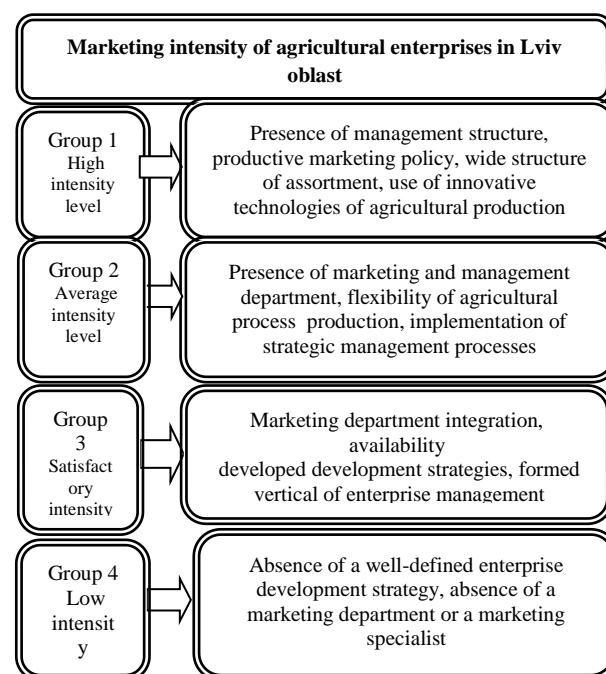 Marketing intensity of agricultural enterprises in Lviv
oblast
Group 1
High
intensity
level
Presence of management structure,
productive marketing policy, wide structure
of assortment, use of innovative
technologies of agricultural production
Group 2
Average
intensity
level
Presence of marketing and management
department, flexibility of agricultural
process production, implementation of
strategic management processes
Group
3
Satisfact
ory
intensity
Marketing department integration,
availability
developed development strategies, formed
vertical of enterprise management
Group 4
Low
intensit
y
Absence of a well-defined enterprise
development strategy, absence of a
marketing department or a marketing
specialist